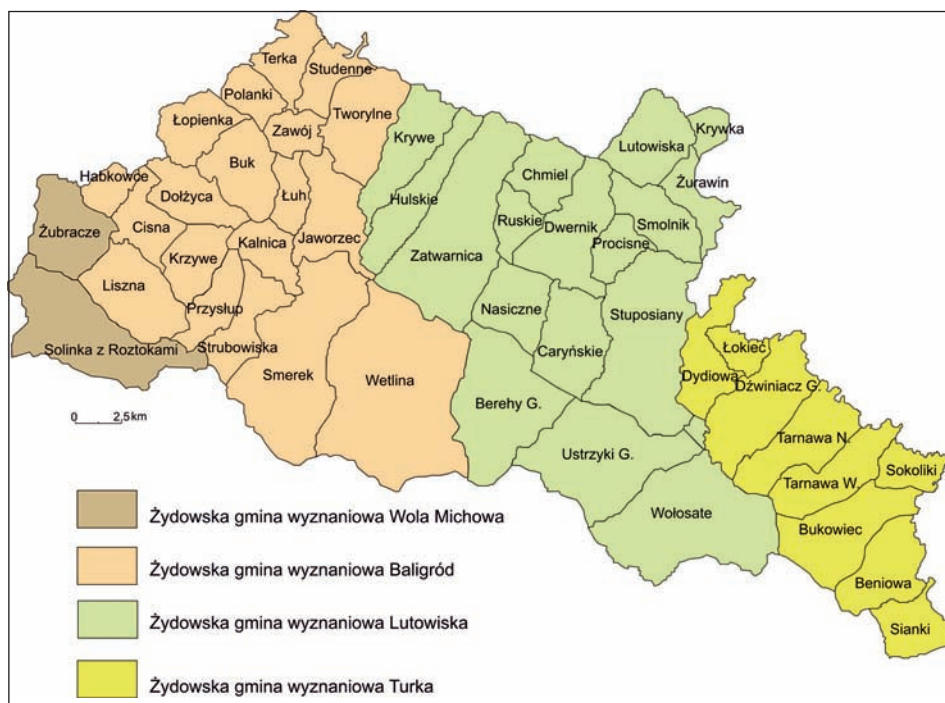 Terka
Studenne
Polanki
Tworylne
Łopienka
Zawój
Krywe
Lutowiska
Krywka
Buk
Habkowce
Chmiel
Żurawin
Dołżyca
Łuh
Hulskie
Ruskie
Dwernik
Smolnik
Żubracze
Cisna
Kalnica
Jaworzec
Procisne
Krzywe
Zatwarnica
Liszna
Przysłup
Nasiczne
Stuposiany
Solinka z Roztokami
Strubowiska
Caryńskie
Łokieć
Smerek
Wetlina
Dydiowa
Dźwiniacz G.
Berehy G.
0 2,5 km
Tarnawa N.
Ustrzyki G.
Sokoliki
Tarnawa W.
Wołosate
Bukowiec
Beniowa
Sianki
Żydowska gmina wyznaniowa Wola Michowa
Żydowska gmina wyznaniowa Baligród
Żydowska gmina wyznaniowa Lutowiska
Żydowska gmina wyznaniowa Turka